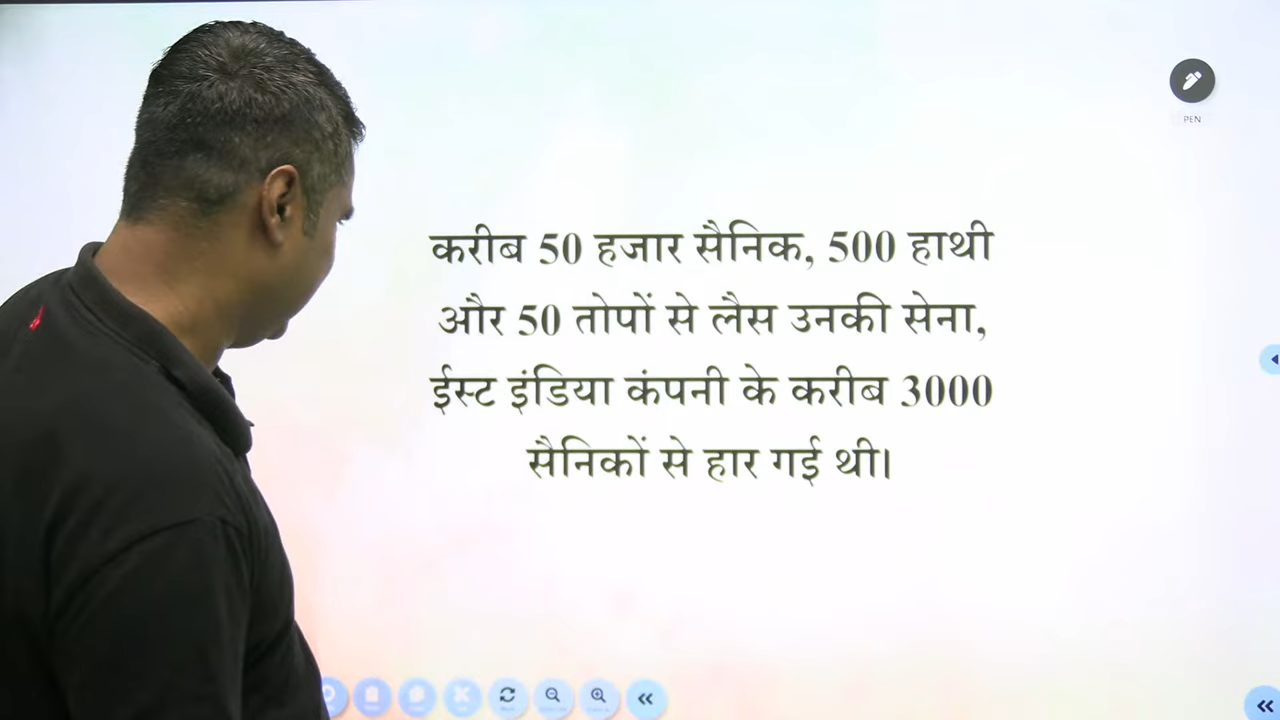 PEN
करीब 50 हजार सैनिक, 500 हाथी
और 50 तोपों से लैस उनकी सेना,
ईस्ट इंडिया कंपनी के करीब 3000
सैनिकों से हार गई थी।